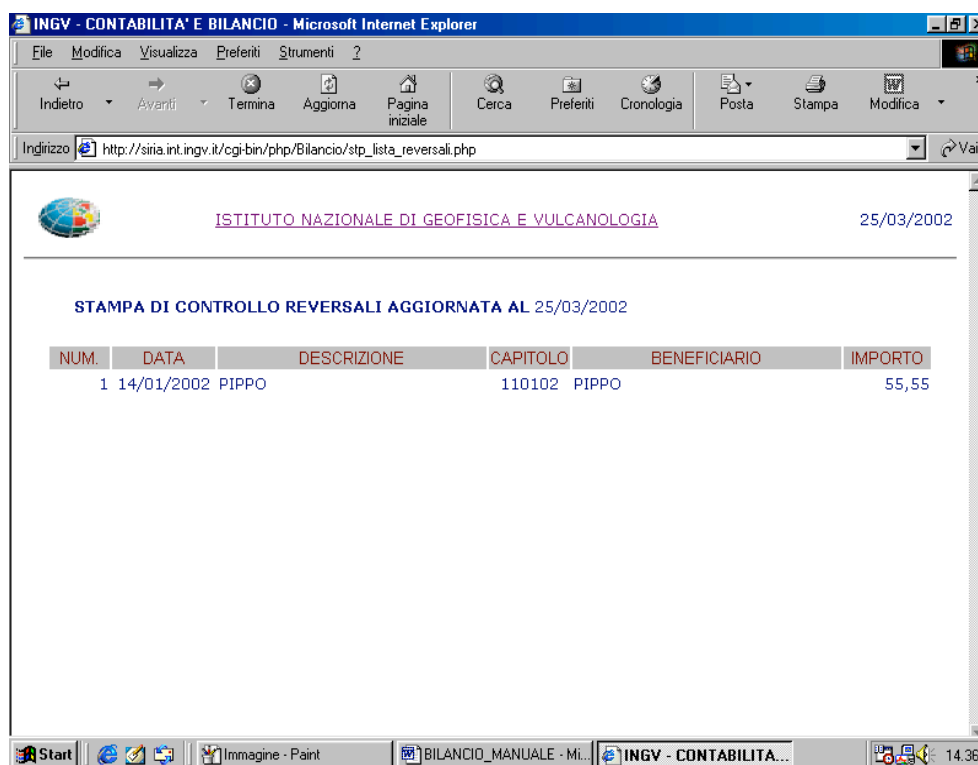 INGV - CONTABILITA' E BILANCIO - Microsoft Internet Explorer
File Modifica Visualizza Preferiti Strumenti ?
Indietro Avanti Termina Aggiorna Pagina iniziale Cerca Preferiti Cronologia Posta Stampa Modifica
Indirizzo http://siria.int.ingv.it/cgi-bin/php/Bilancio/stp_lista_reversali.php Vai
ISTITUTO NAZIONALE DI GEOFISICA E VULCANOLOGIA 25/03/2002
STAMPA DI CONTROLLO REVERSALI AGGIORNATA AL 25/03/2002
NUM. DATA DESCRIZIONE CAPITOLO BENEFICIARIO IMPORTO
1 14/01/2002 PIPPO 110102 PIPPO 55,55
Start Immagine - Paint BILANCIO_MANUALE - Mi... INGV - CONTABILITA... 14.36